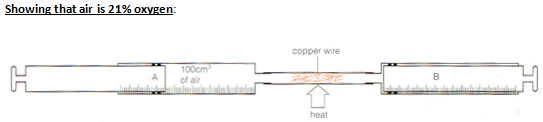 Showing that air is 21% oxygen:
copper wire
100cm³
of air
A
B
heat